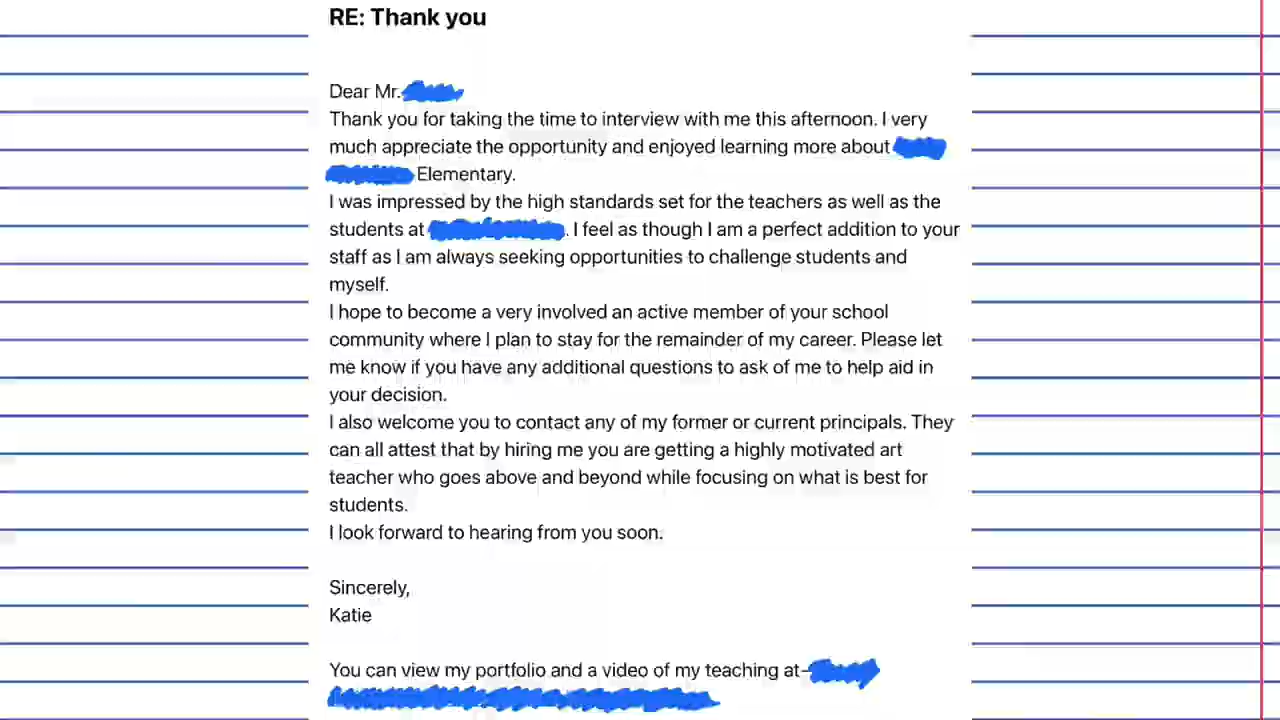 RE: Thank you
Dear Mr.
Thank you for taking the time to interview with me this afternoon. I very
much appreciate the opportunity and enjoyed learning more about
Elementary.
I was impressed by the high standards set for the teachers as well as the
students at . I feel as though I am a perfect addition to your
staff as I am always seeking opportunities to challenge students and
myself.
I hope to become a very involved an active member of your school
community where I plan to stay for the remainder of my career. Please let
me know if you have any additional questions to ask of me to help aid in
your decision.
I also welcome you to contact any of my former or current principals. They
can all attest that by hiring me you are getting a highly motivated art
teacher who goes above and beyond while focusing on what is best for
students.
I look forward to hearing from you soon.
Sincerely,
Katie
You can view my portfolio and a video of my teaching at-